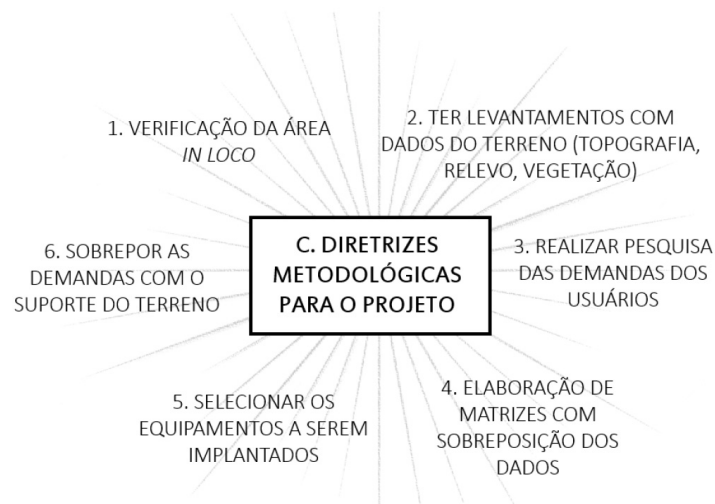 1. VERIFICAÇÃO DA ÁREA
IN LOCO
2. TER LEVANTAMENTOS COM
DADOS DO TERRENO (TOPOGRAFIA,
RELEVO, VEGETAÇÃO)
C. DIRETRIZES
METODOLÓGICAS
PARA O PROJETO
3. REALIZAR PESQUISA
DAS DEMANDAS DOS
USUÁRIOS
4. ELABORAÇÃO DE
MATRIZES COM
SOBREPOSIÇÃO DOS
DADOS
5. SELECIONAR OS
EQUIPAMENTOS A SEREM
IMPLANTADOS
6. SOBREPOR AS
DEMANDAS COM O
SUPORTE DO TERRENO